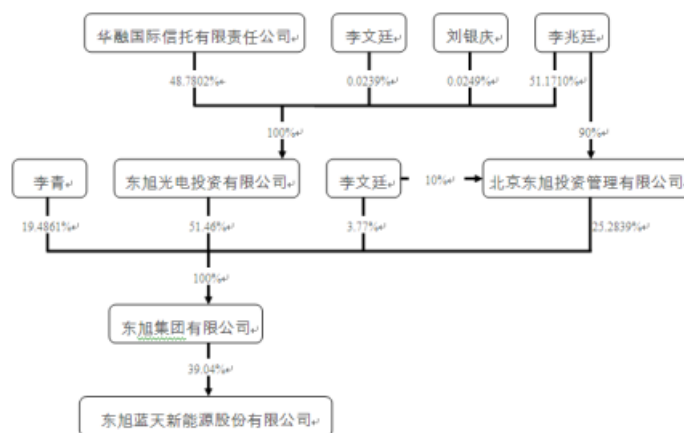 华融国际信托有限责任公司
李文廷
刘银庆
李兆廷
48.7802%
0.0239%
0.0249%
51.1710%
100%
90%
李青
东旭光电投资有限公司
李文廷
10%
北京东旭投资管理有限公司
19.4861%
51.46%
3.77%
25.2839%
100%
东旭集团有限公司
39.04%
东旭蓝天新能源股份有限公司